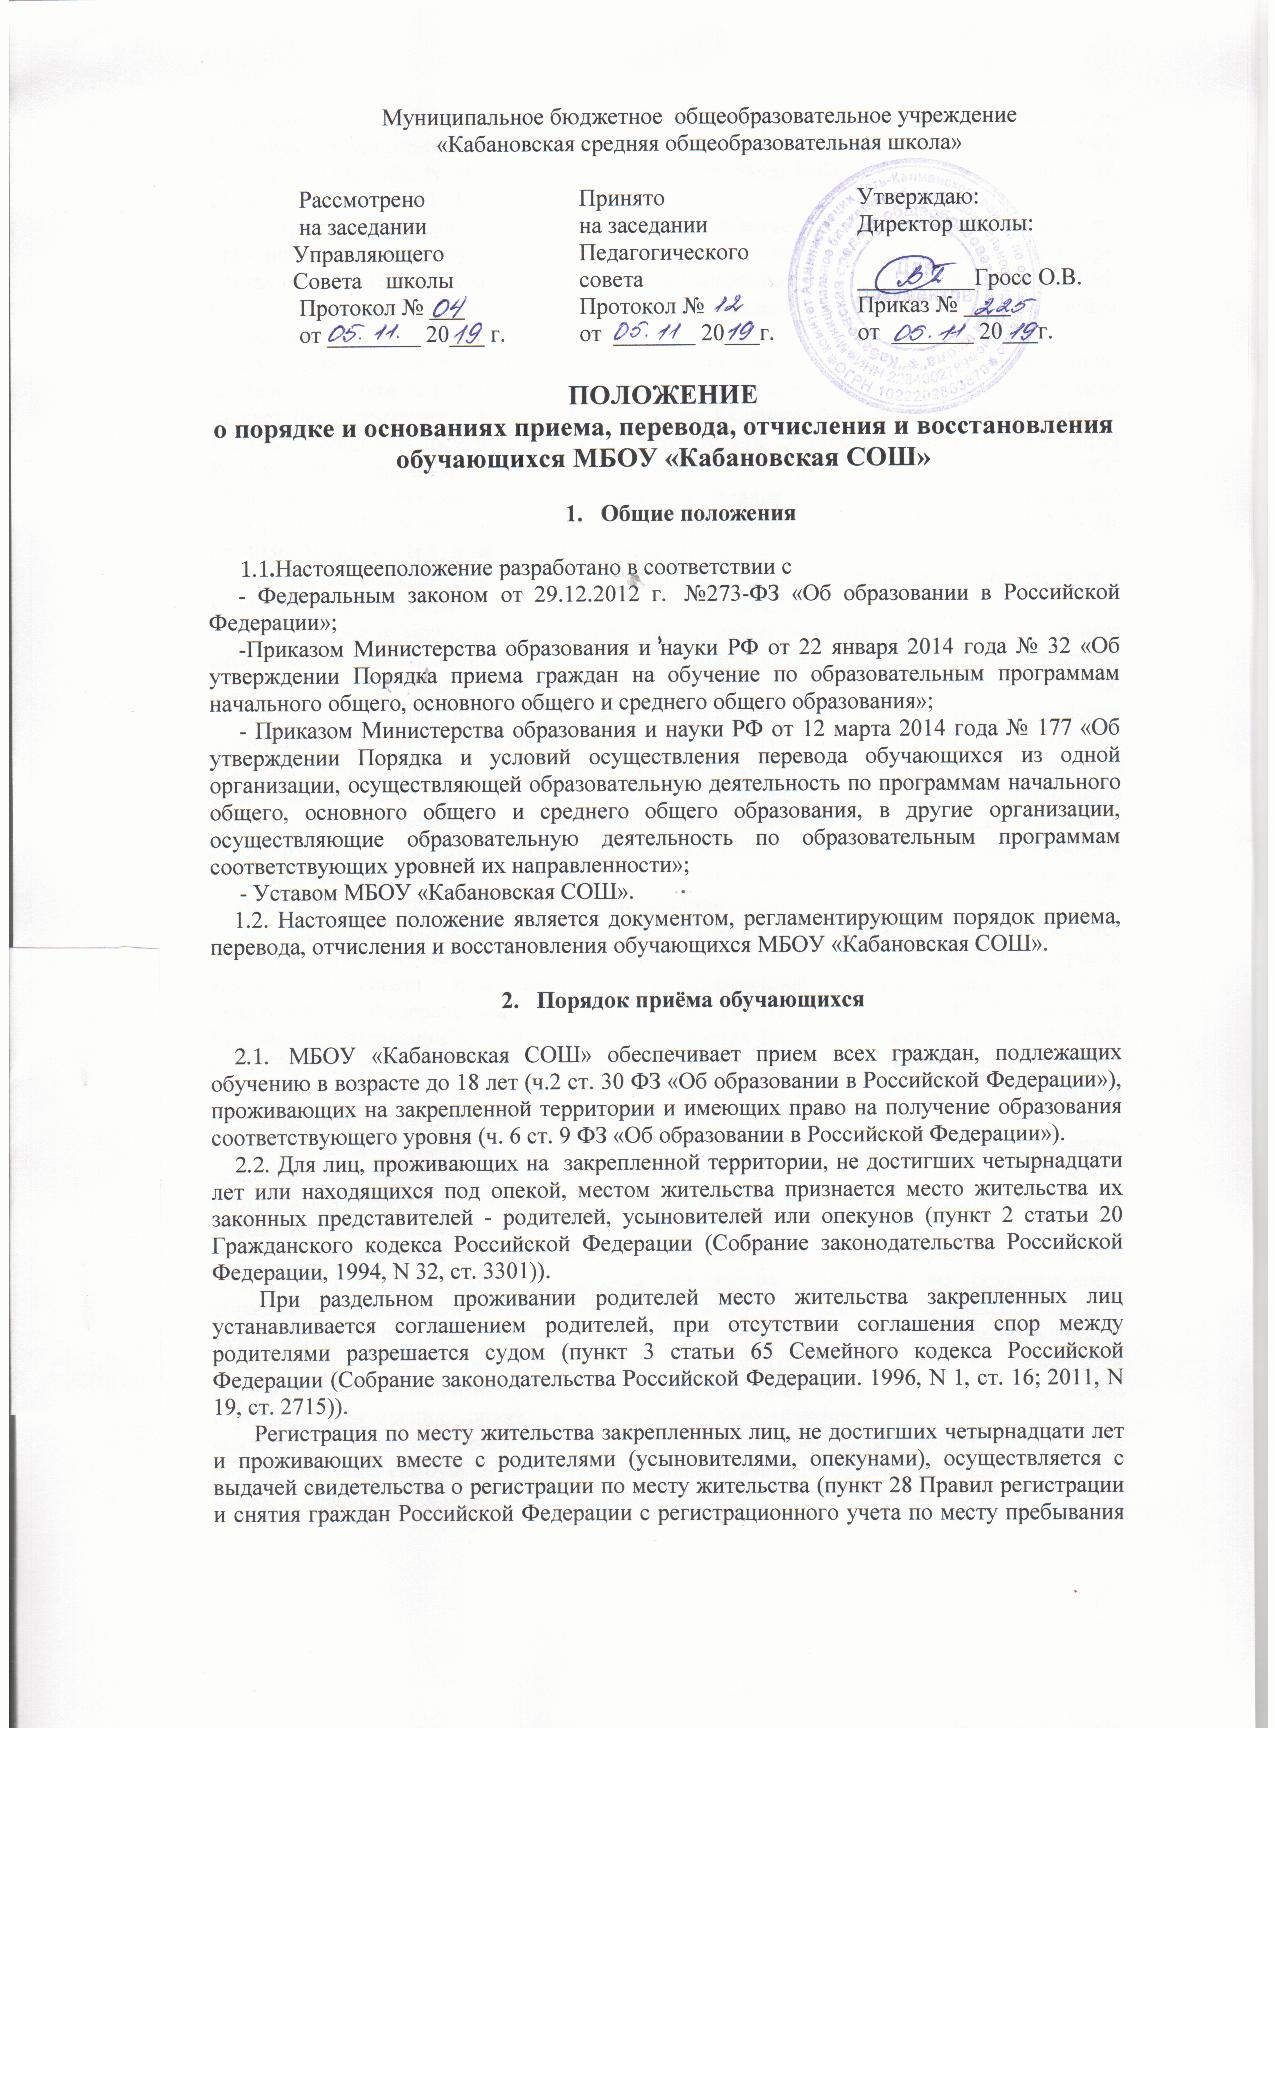 Муниципальное бюджетное общеобразовательное учреждение
«Кабановская средняя общеобразовательная школа»
Рассмотрено
на заседании
Управляющего
Совета школы
Протокол № 04
от 05.11. 2019 г.
Принято
на заседании
Педагогического
совета
Протокол № 12
от 05.11 2019г.
Утверждаю:
Директор школы:
Гросс О.В.
Приказ № 225
от 05.11 2019г.
ПОЛОЖЕНИЕ
о порядке и основаниях приема, перевода, отчисления и восстановления
обучающихся МБОУ «Кабановская СОШ»
1. Общие положения
1.1.Настоящееположение разработано в соответствии с
- Федеральным законом от 29.12.2012 г. №273-ФЗ «Об образовании в Российской
Федерации»;
-Приказом Министерства образования и науки РФ от 22 января 2014 года № 32 «Об
утверждении Порядка приема граждан на обучение по образовательным программам
начального общего, основного общего и среднего общего образования»;
- Приказом Министерства образования и науки РФ от 12 марта 2014 года № 177 «Об
утверждении Порядка и условий осуществления перевода обучающихся из одной
организации, осуществляющей образовательную деятельность по программам начального
общего, основного общего и среднего общего образования, в другие организации,
осуществляющие образовательную деятельность по образовательным программам
соответствующих уровней их направленности»;
- Уставом МБОУ «Кабановская СОШ».
1.2. Настоящее положение является документом, регламентирующим порядок приема,
перевода, отчисления и восстановления обучающихся МБОУ «Кабановская СОШ».
2. Порядок приёма обучающихся
2.1. МБОУ «Кабановская СОШ» обеспечивает прием всех граждан, подлежащих
обучению в возрасте до 18 лет (ч.2 ст. 30 ФЗ «Об образовании в Российской Федерации»),
проживающих на закрепленной территории и имеющих право на получение образования
соответствующего уровня (ч. 6 ст. 9 ФЗ «Об образовании в Российской Федерации»).
2.2. Для лиц, проживающих на закрепленной территории, не достигших четырнадцати
лет или находящихся под опекой, местом жительства признается место жительства их
законных представителей - родителей, усыновителей или опекунов (пункт 2 статьи 20
Гражданского кодекса Российской Федерации (Собрание законодательства Российской
Федерации, 1994, N 32, ст. 3301)).
При раздельном проживании родителей место жительства закрепленных лиц
устанавливается соглашением родителей, при отсутствии соглашения спор между
родителями разрешается судом (пункт 3 статьи 65 Семейного кодекса Российской
Федерации (Собрание законодательства Российской Федерации. 1996, N 1, ст. 16; 2011, N
19, ст. 2715)).
Регистрация по месту жительства закрепленных лиц, не достигших четырнадцати лет
и проживающих вместе с родителями (усыновителями, опекунами), осуществляется с
выдачей свидетельства о регистрации по месту жительства (пункт 28 Правил регистрации
и снятия граждан Российской Федерации с регистрационного учета по месту пребывания